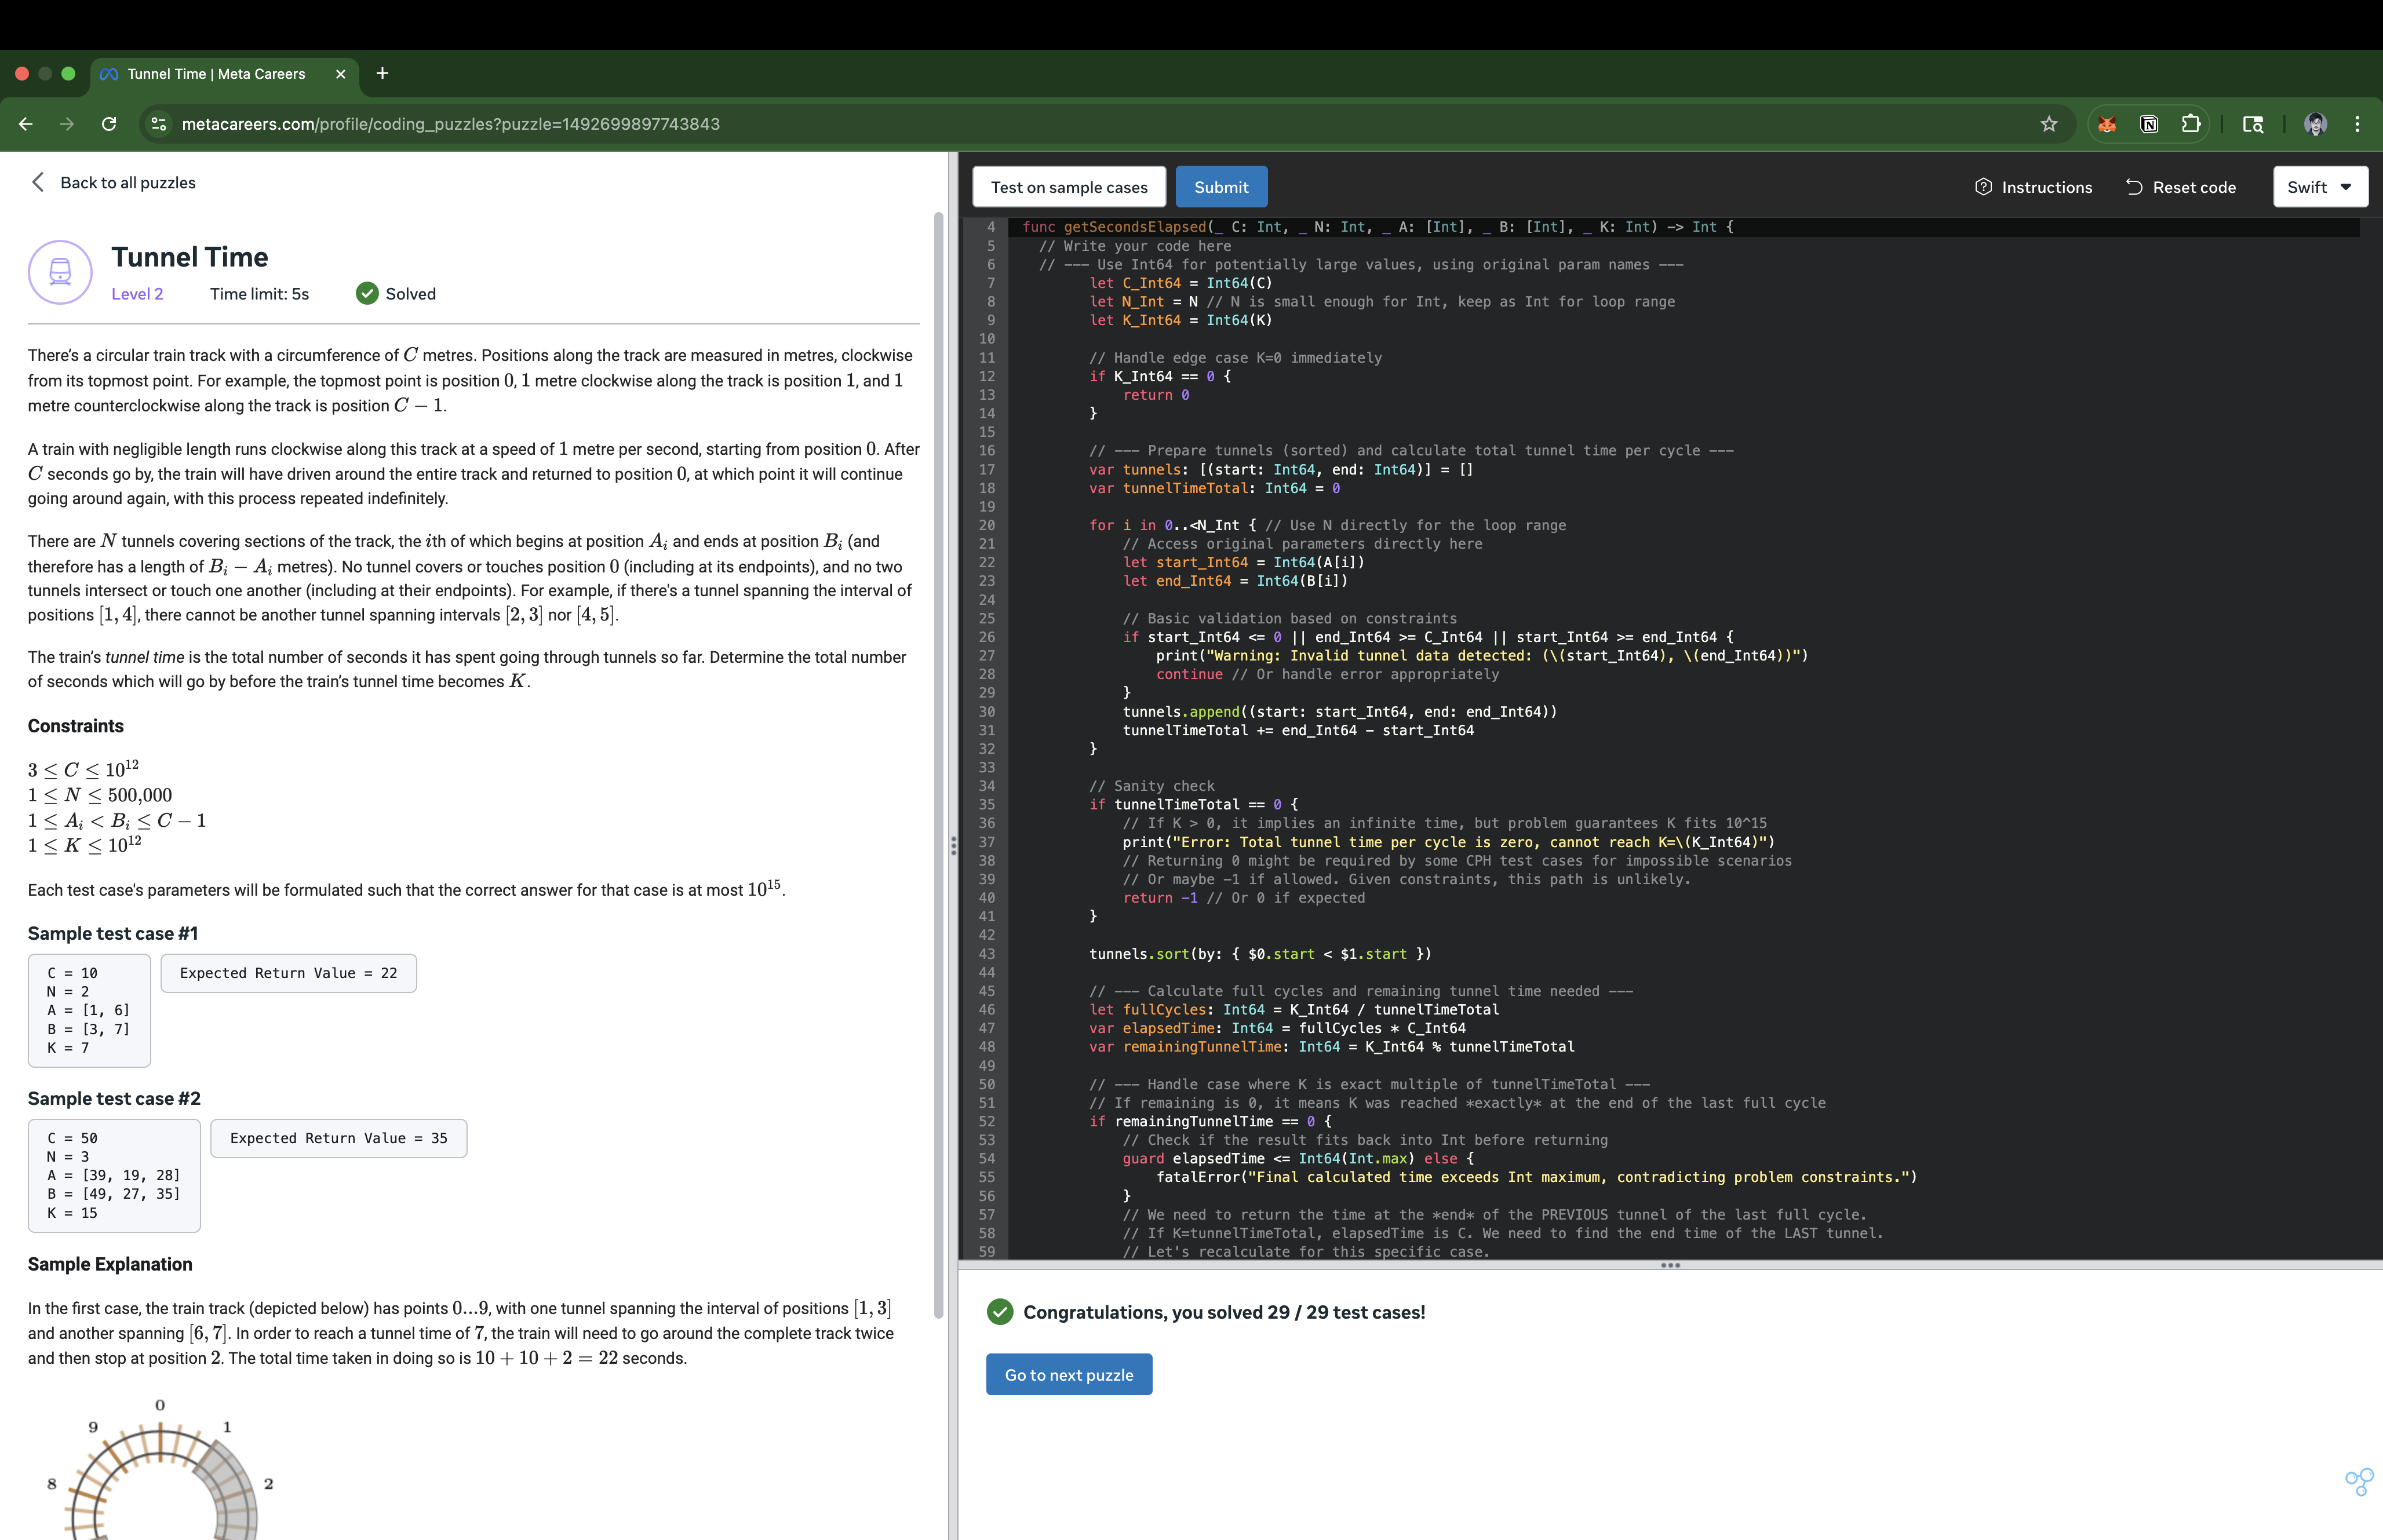 Tunnel Time | Meta Careers
metacareers.com/profile/coding_puzzles?puzzle=1492699897743843
Back to all puzzles
Tunnel Time
Level 2 Time limit: 5s Solved
There's a circular train track with a circumference of C metres. Positions along the track are measured in metres, clockwise
from its topmost point. For example, the topmost point is position 0, 1 metre clockwise along the track is position 1, and 1
metre counterclockwise along the track is position C − 1.
A train with negligible length runs clockwise along this track at a speed of 1 metre per second, starting from position 0. After
C seconds go by, the train will have driven around the entire track and returned to position 0, at which point it will continue
going around again, with this process repeated indefinitely.
There are N tunnels covering sections of the track, the ith of which begins at position Aᵢ and ends at position Bᵢ (and
therefore has a length of Bᵢ − Aᵢ metres). No tunnel covers or touches position 0 (including at its endpoints), and no two
tunnels intersect or touch one another (including at their endpoints). For example, if there's a tunnel spanning the interval of
positions [1, 4], there cannot be another tunnel spanning intervals [2, 3] nor [4, 5].
The train's tunnel time is the total number of seconds it has spent going through tunnels so far. Determine the total number
of seconds which will go by before the train's tunnel time becomes K.
Constraints
3 ≤ C ≤ 10¹²
1 ≤ N ≤ 500,000
1 ≤ Aᵢ < Bᵢ ≤ C − 1
1 ≤ K ≤ 10¹²
Each test case's parameters will be formulated such that the correct answer for that case is at most 10¹⁵.
Sample test case #1
C = 10
N = 2
A = [1, 6]
B = [3, 7]
K = 7
Expected Return Value = 22
Sample test case #2
C = 50
N = 3
A = [39, 19, 28]
B = [49, 27, 35]
K = 15
Expected Return Value = 35
Sample Explanation
In the first case, the train track (depicted below) has points 0...9, with one tunnel spanning the interval of positions [1, 3]
and another spanning [6, 7]. In order to reach a tunnel time of 7, the train will need to go around the complete track twice
and then stop at position 2. The total time taken in doing so is 10 + 10 + 2 = 22 seconds.
0
9
1
8
2
Test on sample cases
Submit
Instructions
Reset code
Swift
4 func getSecondsElapsed(_ C: Int, _ N: Int, _ A: [Int], _ B: [Int], _ K: Int) -> Int {
5 // Write your code here
6 // --- Use Int64 for potentially large values, using original param names ---
7 let C_Int64 = Int64(C)
8 let N_Int = N // N is small enough for Int, keep as Int for loop range
9 let K_Int64 = Int64(K)
10
11 // Handle edge case K=0 immediately
12 if K_Int64 == 0 {
13 return 0
14 }
15
16 // --- Prepare tunnels (sorted) and calculate total tunnel time per cycle ---
17 var tunnels: [(start: Int64, end: Int64)] = []
18 var tunnelTimeTotal: Int64 = 0
19
20 for i in 0..<N_Int { // Use N directly for the loop range
21 // Access original parameters directly here
22 let start_Int64 = Int64(A[i])
23 let end_Int64 = Int64(B[i])
24
25 // Basic validation based on constraints
26 if start_Int64 <= 0 || end_Int64 >= C_Int64 || start_Int64 >= end_Int64 {
27 print("Warning: Invalid tunnel data detected: (\(start_Int64), \(end_Int64))")
28 continue // Or handle error appropriately
29 }
30 tunnels.append((start: start_Int64, end: end_Int64))
31 tunnelTimeTotal += end_Int64 - start_Int64
32 }
33
34 // Sanity check
35 if tunnelTimeTotal == 0 {
36 // If K > 0, it implies an infinite time, but problem guarantees K fits 10^15
37 print("Error: Total tunnel time per cycle is zero, cannot reach K=\(K_Int64)")
38 // Returning 0 might be required by some CPH test cases for impossible scenarios
39 // Or maybe -1 if allowed. Given constraints, this path is unlikely.
40 return -1 // Or 0 if expected
41 }
42
43 tunnels.sort(by: { $0.start < $1.start })
44
45 // --- Calculate full cycles and remaining tunnel time needed ---
46 let fullCycles: Int64 = K_Int64 / tunnelTimeTotal
47 var elapsedTime: Int64 = fullCycles * C_Int64
48 var remainingTunnelTime: Int64 = K_Int64 % tunnelTimeTotal
49
50 // --- Handle case where K is exact multiple of tunnelTimeTotal ---
51 // If remaining is 0, it means K was reached *exactly* at the end of the last full cycle
52 if remainingTunnelTime == 0 {
53 // Check if the result fits back into Int before returning
54 guard elapsedTime <= Int64(Int.max) else {
55 fatalError("Final calculated time exceeds Int maximum, contradicting problem constraints.")
56 }
57 // We need to return the time at the *end* of the PREVIOUS tunnel of the last full cycle.
58 // If K=tunnelTimeTotal, elapsedTime is C. We need to find the end time of the LAST tunnel.
59 // Let's recalculate for this specific case.
Congratulations, you solved 29 / 29 test cases!
Go to next puzzle